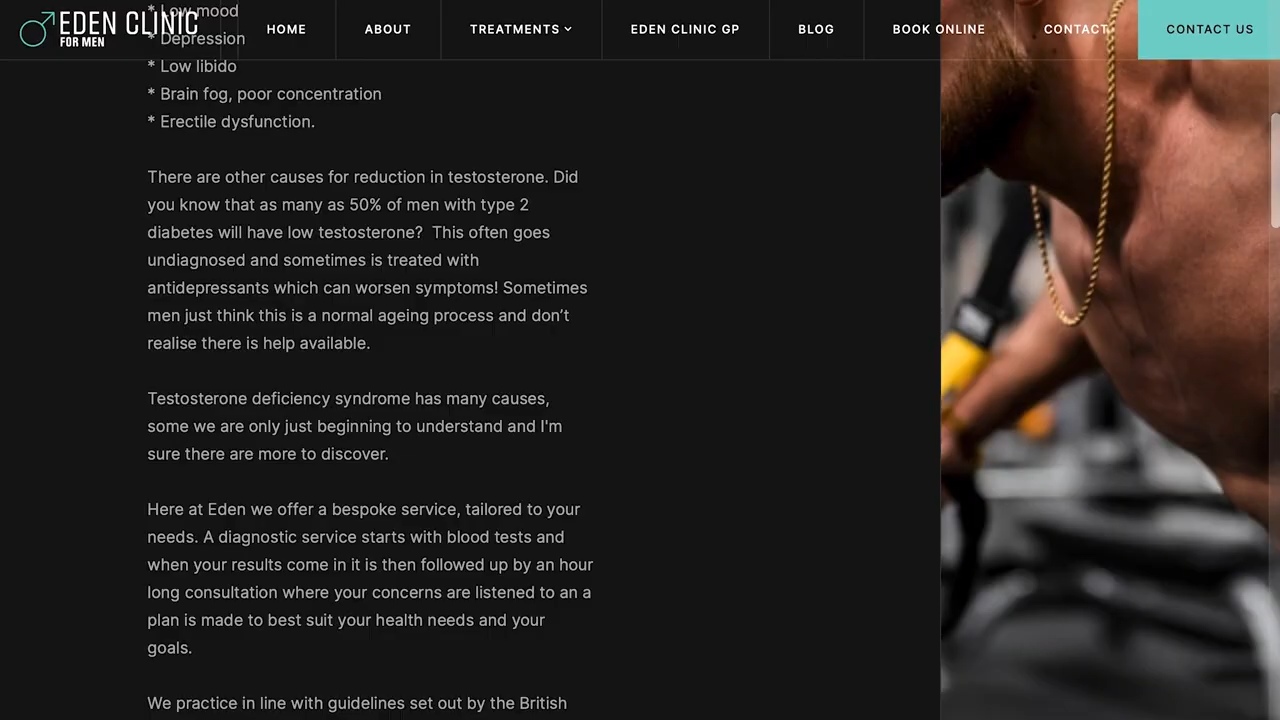 * Low mood
EDEN CLINIC
FOR MEN
HOME
ABOUT
TREATMENTS
EDEN CLINIC GP
BLOG
BOOK ONLINE
CONTACT
CONTACT US
* Depression
* Low libido
* Brain fog, poor concentration
* Erectile dysfunction.
There are other causes for reduction in testosterone. Did
you know that as many as 50% of men with type 2
diabetes will have low testosterone?  This often goes
undiagnosed and sometimes is treated with
antidepressants which can worsen symptoms! Sometimes
men just think this is a normal ageing process and don’t
realise there is help available.
Testosterone deficiency syndrome has many causes,
some we are only just beginning to understand and I'm
sure there are more to discover.
Here at Eden we offer a bespoke service, tailored to your
needs. A diagnostic service starts with blood tests and
when your results come in it is then followed up by an hour
long consultation where your concerns are listened to an a
plan is made to best suit your health needs and your
goals.
We practice in line with guidelines set out by the British